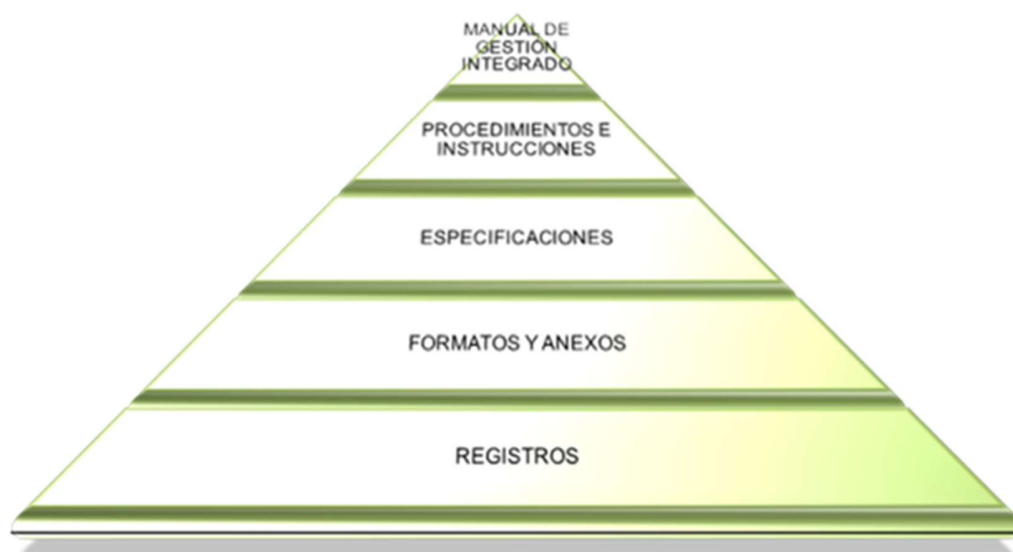 MANUAL DE
GESTIÓN
INTEGRADO
PROCEDIMIENTOS E
INSTRUCCIONES
ESPECIFICACIONES
FORMATOS Y ANEXOS
REGISTROS